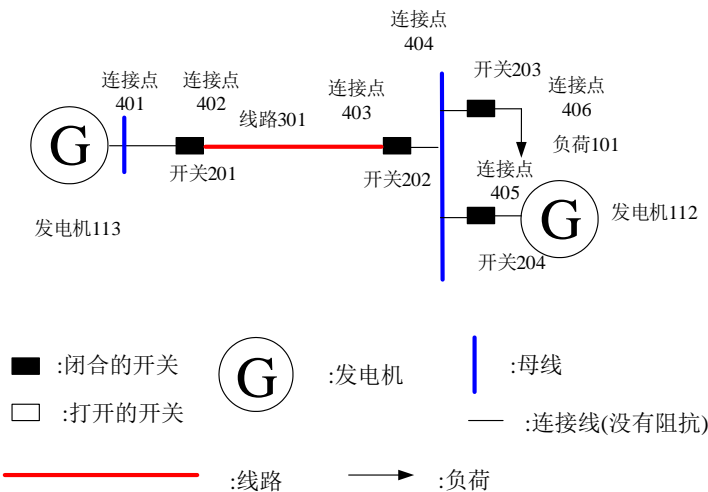 连接点
404
连接点
401
连接点
402
连接点
403
开关203
连接点
406
线路301
负荷101
G
开关201
开关202
连接点
405
G
发电机112
发电机113
开关204
:闭合的开关
G
:发电机
:母线
:打开的开关
:连接线(没有阻抗)
:线路
:负荷